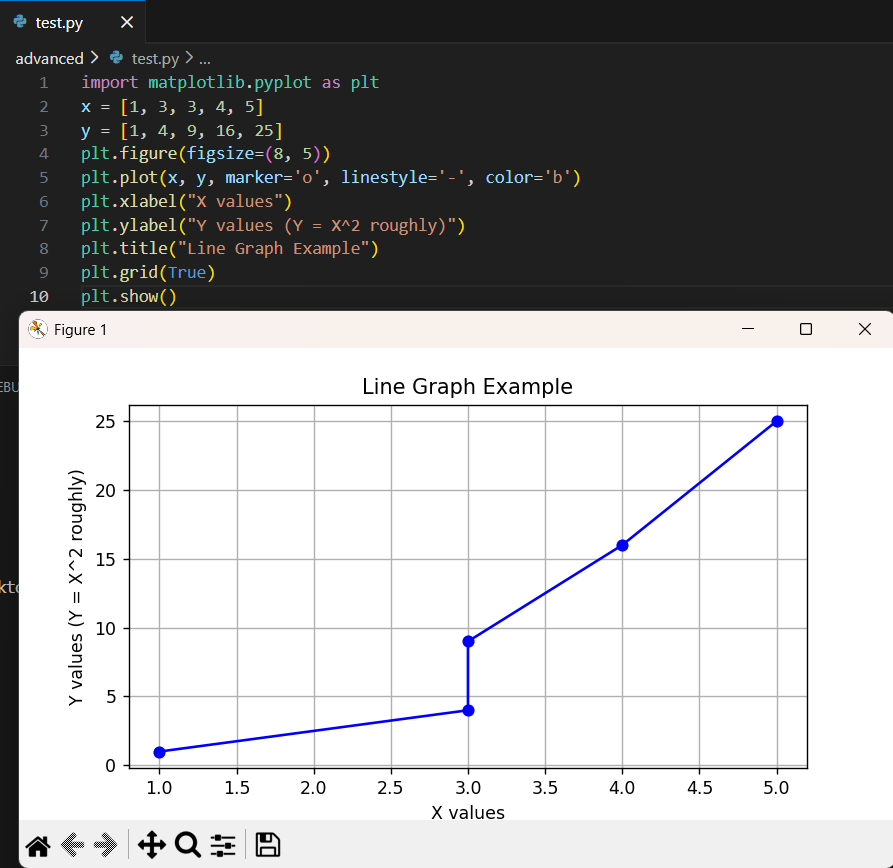 test.py
advanced > test.py > ...
1 import matplotlib.pyplot as plt
2 x = [1, 3, 3, 4, 5]
3 y = [1, 4, 9, 16, 25]
4 plt.figure(figsize=(8, 5))
5 plt.plot(x, y, marker='o', linestyle='-', color='b')
6 plt.xlabel("X values")
7 plt.ylabel("Y values (Y = X^2 roughly)")
8 plt.title("Line Graph Example")
9 plt.grid(True)
10 plt.show()
Figure 1
Line Graph Example
25
20
15
10
5
0
Y values (Y = X^2 roughly)
1.0 1.5 2.0 2.5 3.0 3.5 4.0 4.5 5.0
X values